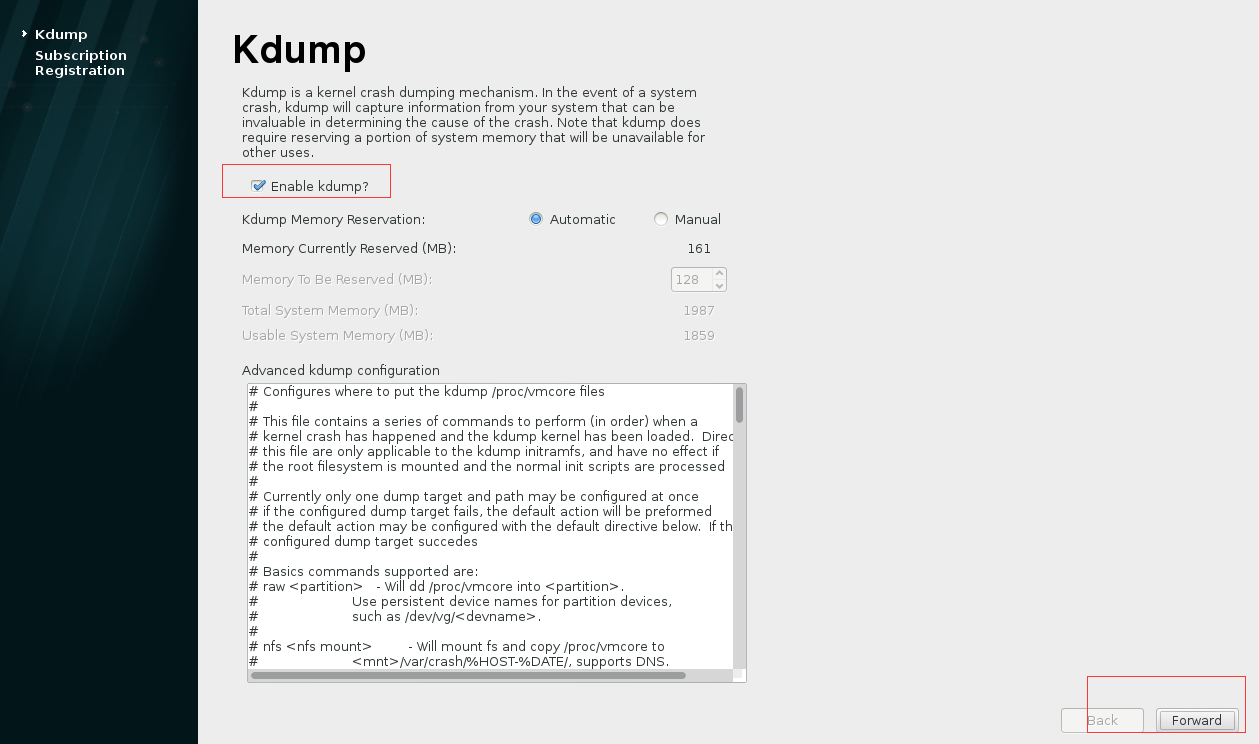 Kdump
Subscription
Registration
Kdump
Kdump is a kernel crash dumping mechanism. In the event of a system
crash, kdump will capture information from your system that can be
invaluable in determining the cause of the crash. Note that kdump does
require reserving a portion of system memory that will be unavailable for
other uses.
Enable kdump?
Kdump Memory Reservation: Automatic Manual
Memory Currently Reserved (MB): 161
Memory To Be Reserved (MB): 128
Total System Memory (MB): 1987
Usable System Memory (MB): 1859
Advanced kdump configuration
# Configures where to put the kdump /proc/vmcore files
#
# This file contains a series of commands to perform (in order) when a
# kernel crash has happened and the kdump kernel has been loaded.  Direc
# this file are only applicable to the kdump initramfs, and have no effect if
# the root filesystem is mounted and the normal init scripts are processed
#
# Currently only one dump target and path may be configured at once
# if the configured dump target fails, the default action will be preformed
# the default action may be configured with the default directive below.  If th
# configured dump target succedes
#
# Basics commands supported are:
# raw <partition>   - Will dd /proc/vmcore into <partition>.
#                       Use persistent device names for partition devices,
#                       such as /dev/vg/<devname>.
#
# nfs <nfs mount>         - Will mount fs and copy /proc/vmcore to
#                       <mnt>/var/crash/%HOST-%DATE/, supports DNS.
Back Forward